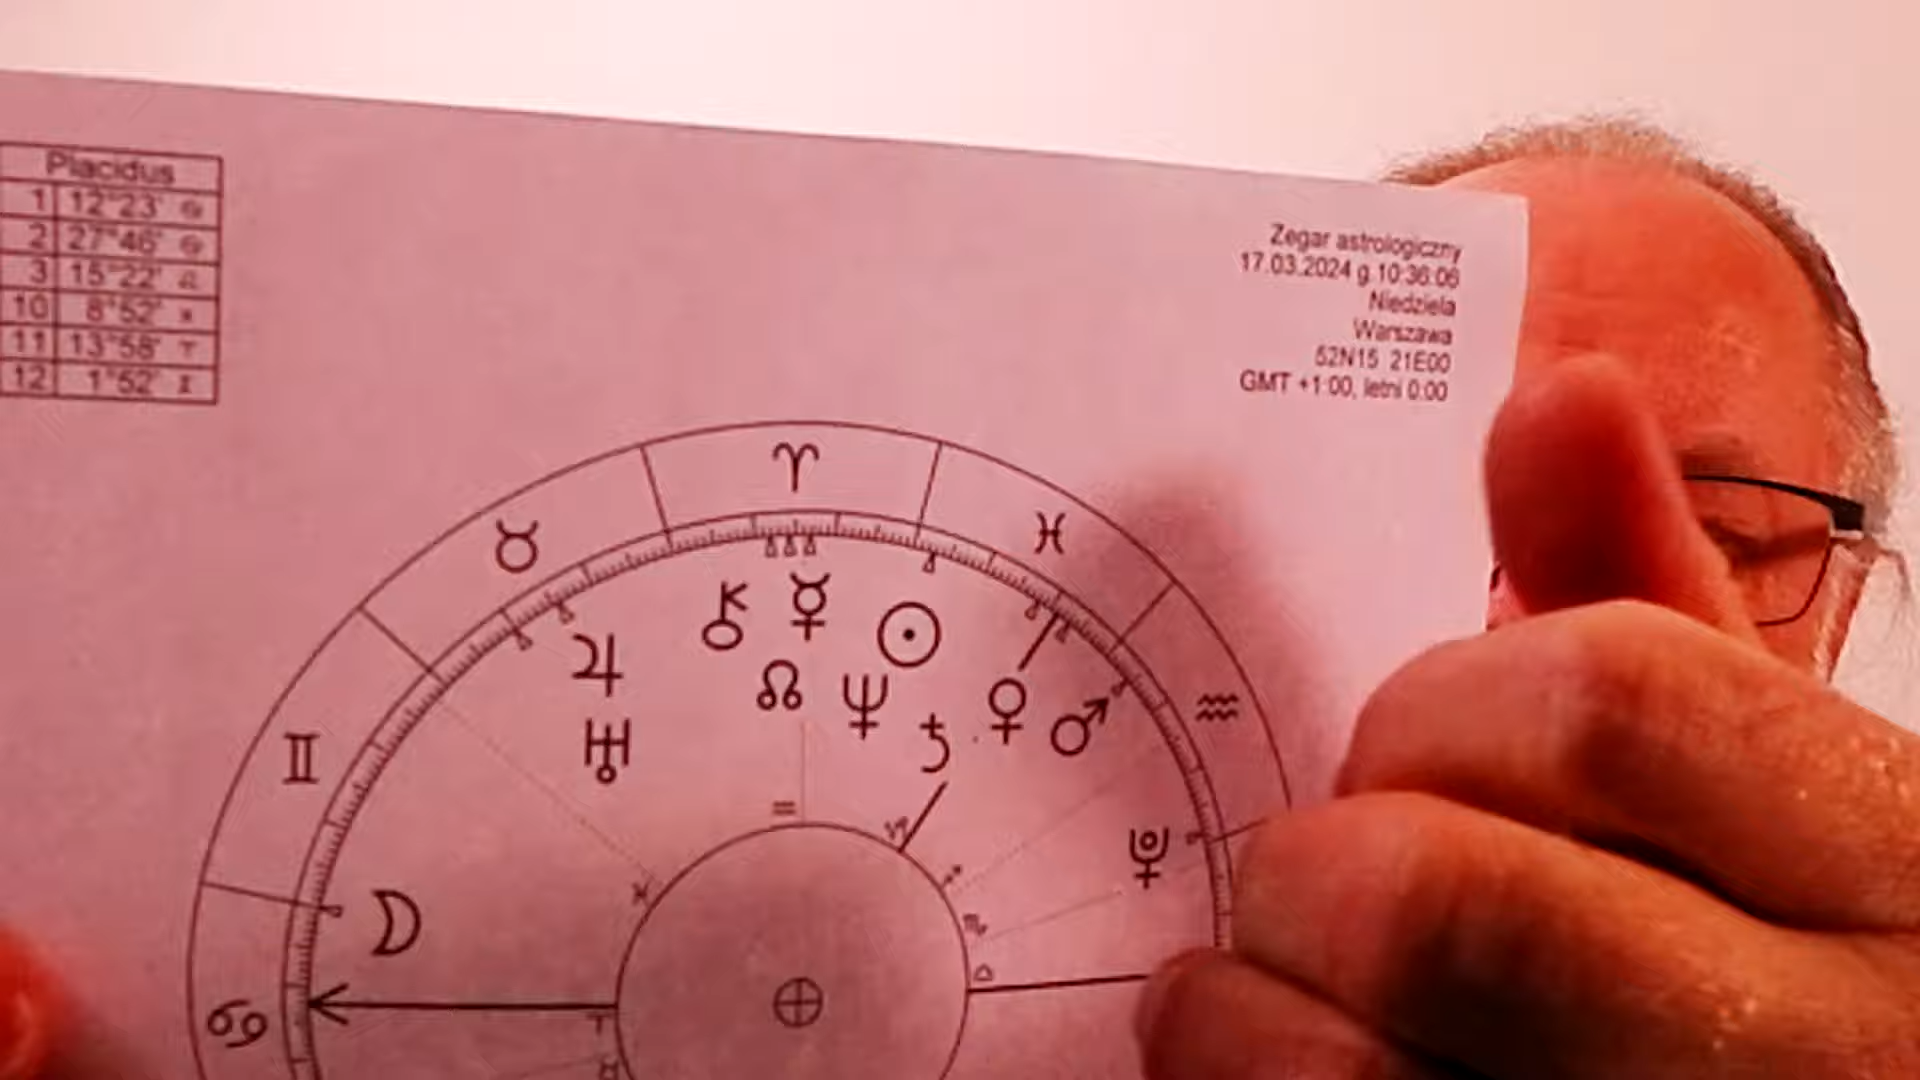 Placidus
1 12°23' ♋
2 27°46' ♋
3 15°22' ♌
10 8°52' ♓
11 13°58' ♈
12 1°52' ♊
Zegar astrologiczny
17.03.2024 g.10:36:06
Niedziela
Warszawa
52N15 21E00
GMT +1:00, letni 0:00